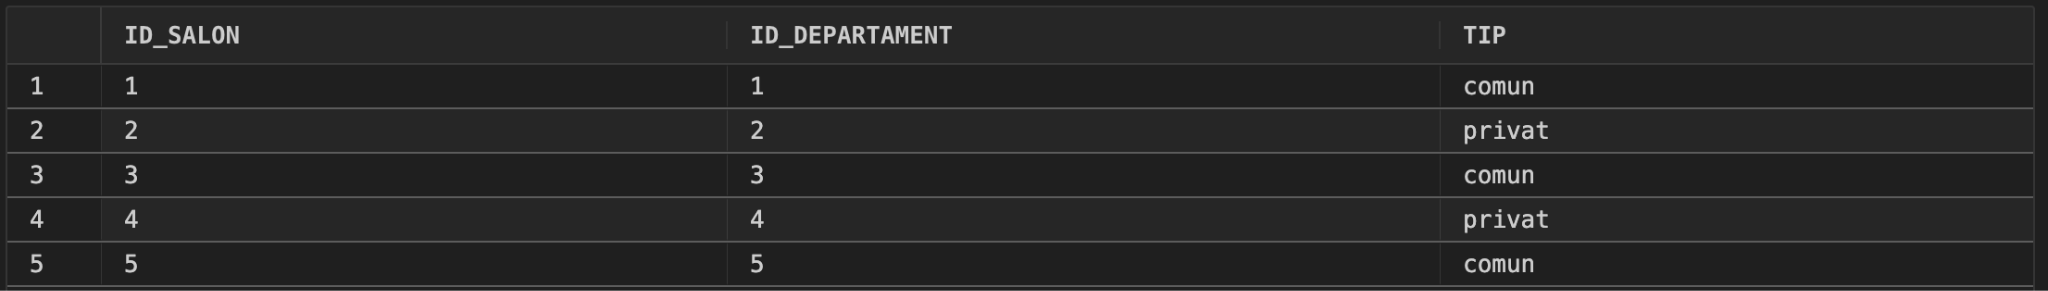 ID_SALON ID_DEPARTAMENT TIP
1 1 1 comun
2 2 2 privat
3 3 3 comun
4 4 4 privat
5 5 5 comun